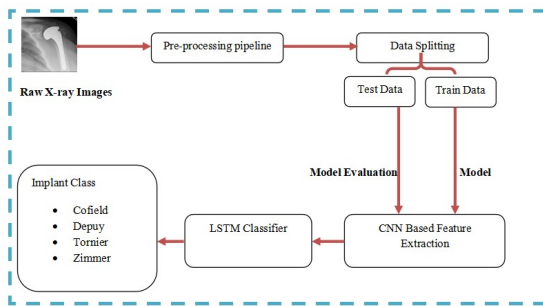 Pre-processing pipeline
Data Splitting
Raw X-ray Images
Test Data
Train Data
Model Evaluation
Model
Implant Class
• Cofield
• Depuy
• Tornier
• Zimmer
LSTM Classifier
CNN Based Feature
Extraction